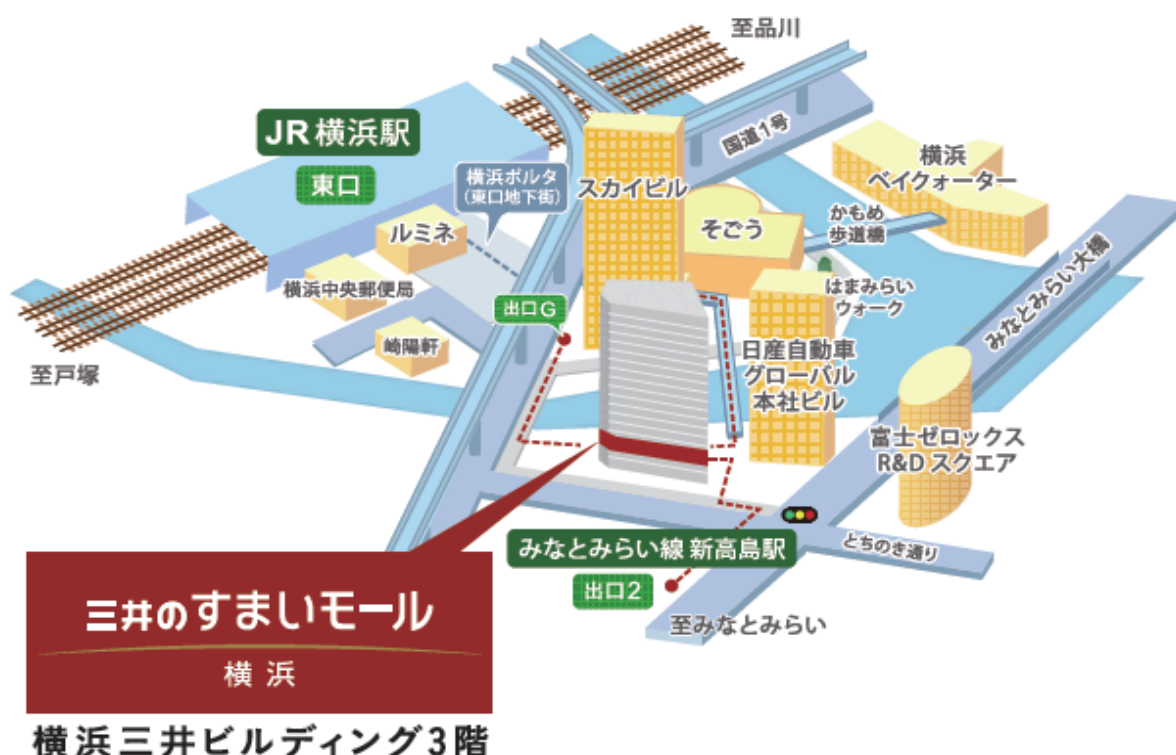 至品川
JR横浜駅
東口
横浜ポルタ
(東口地下街)
スカイビル
国道1号
横浜
ベイクォーター
そごう
かもめ
歩道橋
ルミネ
横浜中央郵便局
はまみらい
ウォーク
みなとみらい大橋
出口G
崎陽軒
至戸塚
日産自動車
グローバル
本社ビル
富士ゼロックス
R&Dスクエア
みなとみらい線 新高島駅
とちのき通り
出口2
至みなとみらい
三井のすまいモール
横浜
横浜三井ビルディング3階